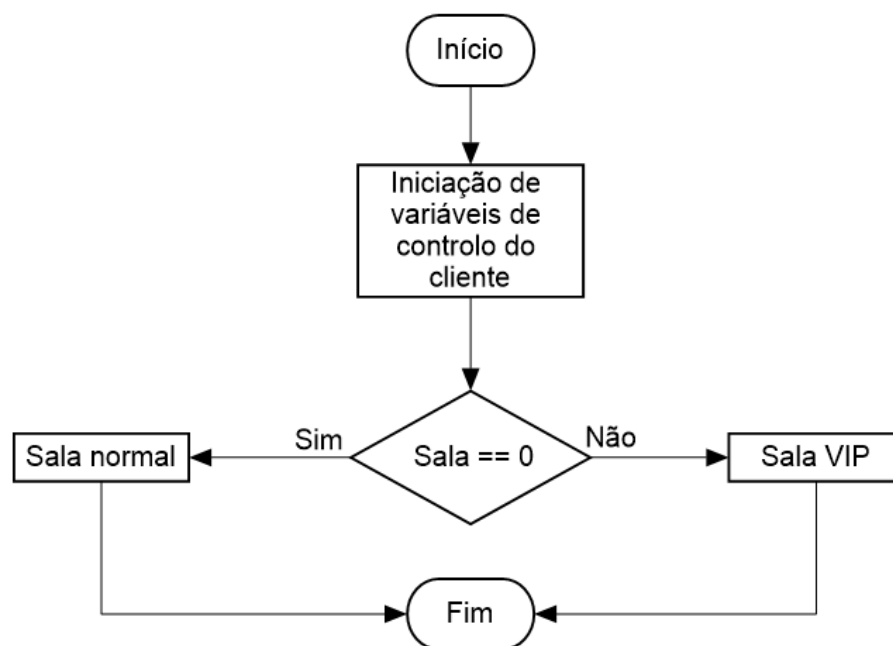 Início
Iniciação de
variáveis de
controlo do
cliente
Sim
Sala == 0
Não
Sala normal
Sala VIP
Fim